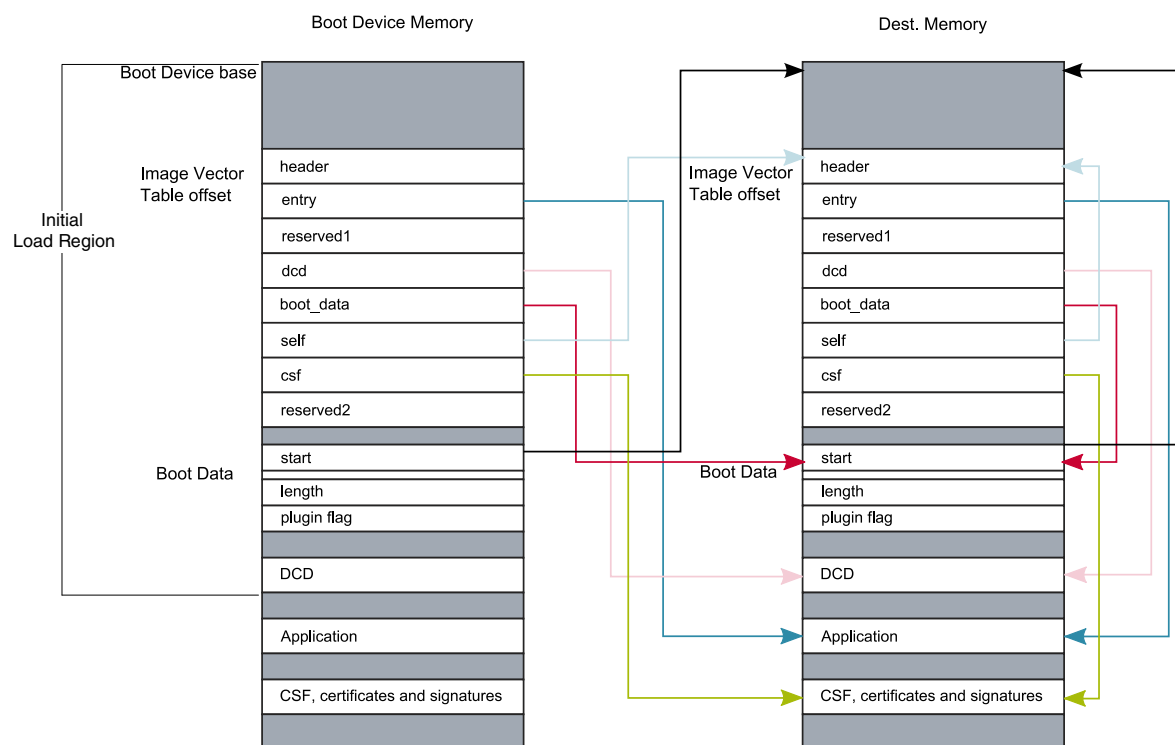 Boot Device Memory
Dest. Memory
Boot Device base
Image Vector
Table offset
Initial
Load Region
header
entry
reserved1
dcd
boot_data
self
csf
reserved2
Boot Data
start
length
plugin flag
DCD
Application
CSF, certificates and signatures
Image Vector
Table offset
header
entry
reserved1
dcd
boot_data
self
csf
reserved2
Boot Data
start
length
plugin flag
DCD
Application
CSF, certificates and signatures